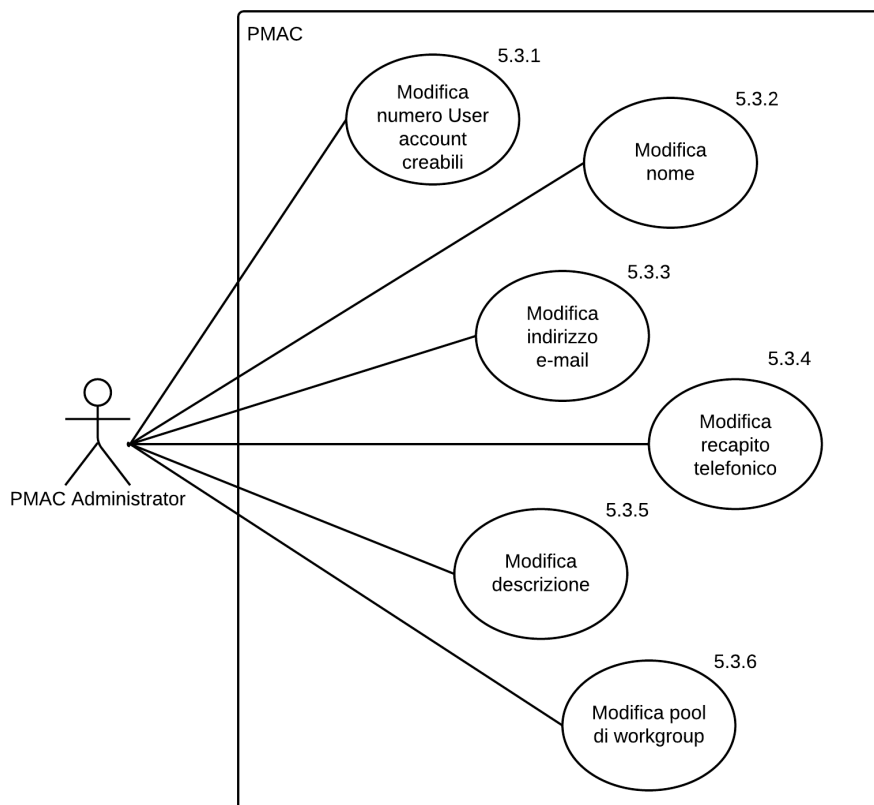 PMAC
5.3.1
Modifica
numero User
account
creabili
5.3.2
Modifica
nome
5.3.3
Modifica
indirizzo
e-mail
5.3.4
Modifica
recapito
telefonico
PMAC Administrator
5.3.5
Modifica
descrizione
5.3.6
Modifica pool
di workgroup